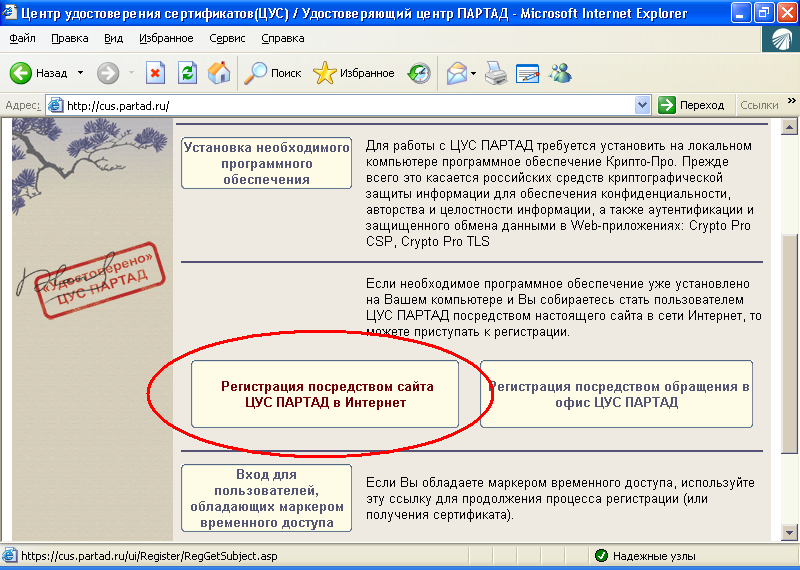 Центр удостоверения сертификатов(ЦУС) / Удостоверяющий центр ПАРТАД - Microsoft Internet Explorer
Файл Правка Вид Избранное Сервис Справка
Назад Поиск Избранное
Адрес: http://cus.partad.ru/ Переход Ссылки »
Установка необходимого
программного
обеспечения
Для работы с ЦУС ПАРТАД требуется установить на локальном
компьютере программное обеспечение Крипто-Про. Прежде
всего это касается российских средств криптографической
защиты информации для обеспечения конфиденциальности,
авторства и целостности информации, а также аутентификации и
защищенного обмена данными в Web-приложениях: Crypto Pro
CSP, Crypto Pro TLS
«Удостоверено»
ЦУС ПАРТАД
Если необходимое программное обеспечение уже установлено
на Вашем компьютере и Вы собираетесь стать пользователем
ЦУС ПАРТАД посредством настоящего сайта в сети Интернет, то
можете приступать к регистрации.
Регистрация посредством сайта
ЦУС ПАРТАД в Интернет
Регистрация посредством обращения в
офис ЦУС ПАРТАД
Вход для
пользователей,
обладающих маркером
временного доступа
Если Вы обладаете маркером временного доступа, используйте
эту ссылку для продолжения процесса регистрации (или
получения сертификата).
https://cus.partad.ru/ui/Register/RegGetSubject.asp Надежные узлы